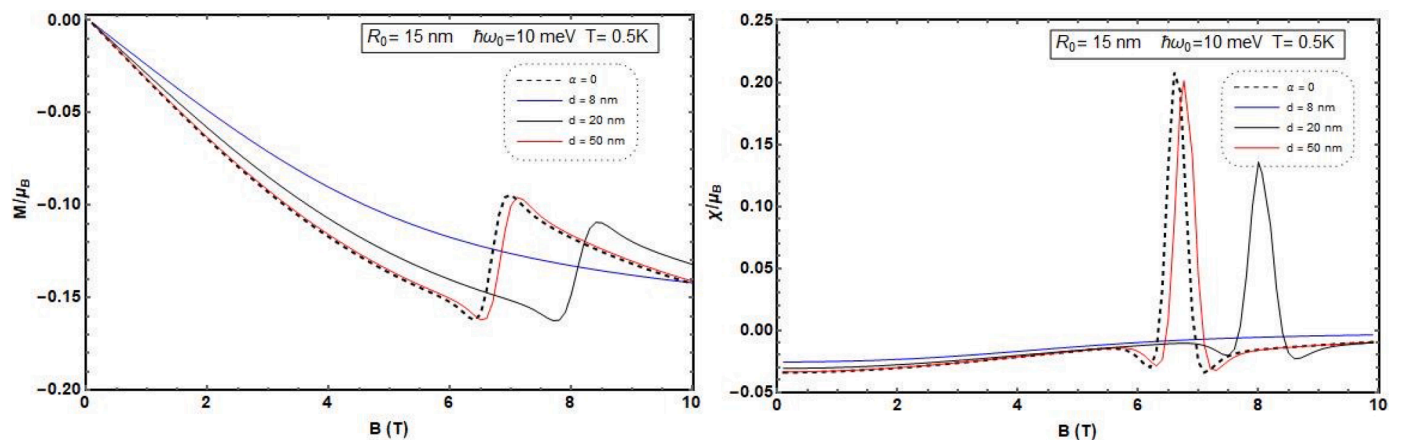 R₀= 15 nm ℏω₀=10 meV T= 0.5K
α = 0
d = 8 nm
d = 20 nm
d = 50 nm
M/μB
0.00
−0.05
−0.10
−0.15
−0.20
0 2 4 6 8 10
B (T)
R₀= 15 nm ℏω₀=10 meV T= 0.5K
α = 0
d = 8 nm
d = 20 nm
d = 50 nm
χ/μB
0.20
0.15
0.10
0.05
0.00
−0.05
0 2 4 6 8 10
B (T)